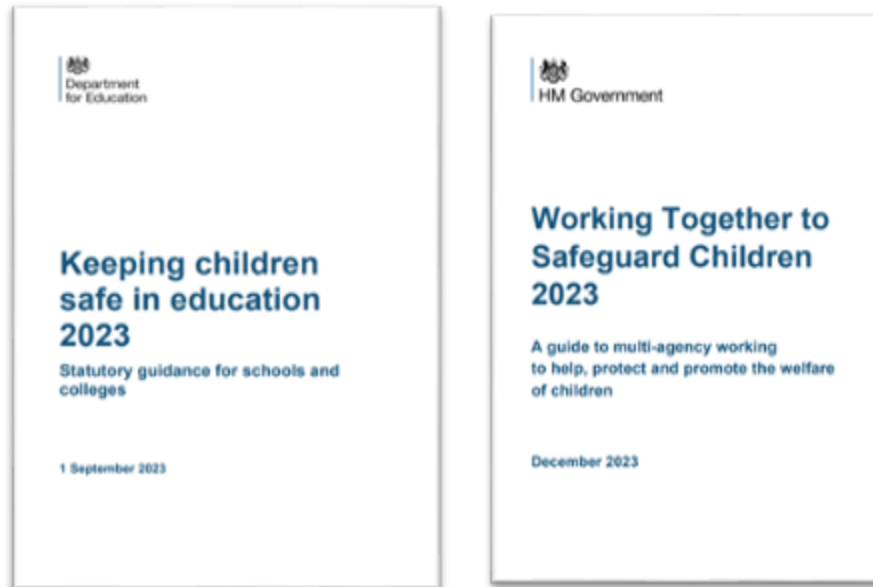 Department
for Education
Keeping children
safe in education
2023
Statutory guidance for schools and
colleges
1 September 2023
HM Government
Working Together to
Safeguard Children
2023
A guide to multi-agency working
to help, protect and promote the welfare
of children
December 2023